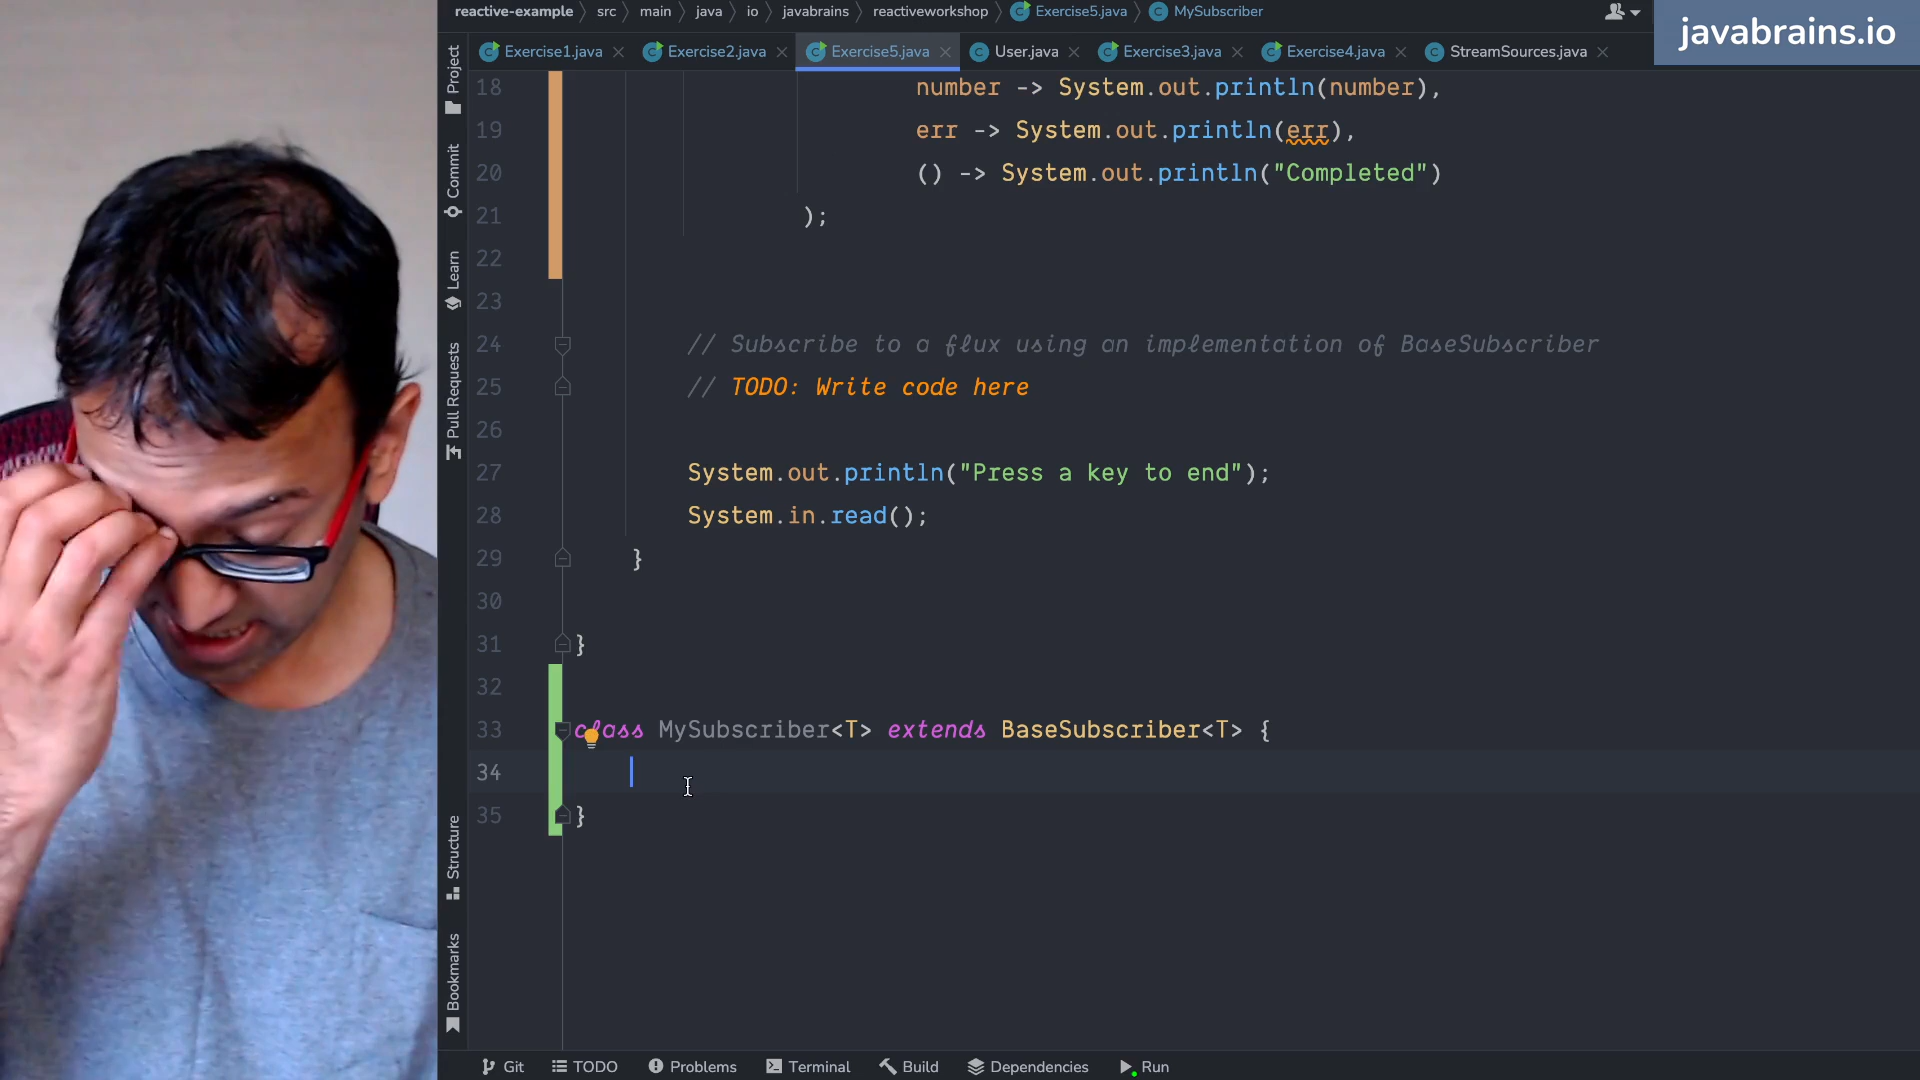 reactive-example > src > main > java > io > javabrains > reactiveworkshop > Exercise5.java > MySubscriber
javabrains.io
Exercise1.java
Exercise2.java
Exercise5.java
User.java
Exercise3.java
Exercise4.java
StreamSources.java
Project
Commit
Learn
Pull Requests
Structure
Bookmarks
18 number -> System.out.println(number),
19 err -> System.out.println(err),
20 () -> System.out.println("Completed")
21 );
22
23
24 // Subscribe to a flux using an implementation of BaseSubscriber
25 // TODO: Write code here
26
27 System.out.println("Press a key to end");
28 System.in.read();
29 }
30
31 }
32
33 class MySubscriber<T> extends BaseSubscriber<T> {
34
35 }
Git
TODO
Problems
Terminal
Build
Dependencies
Run